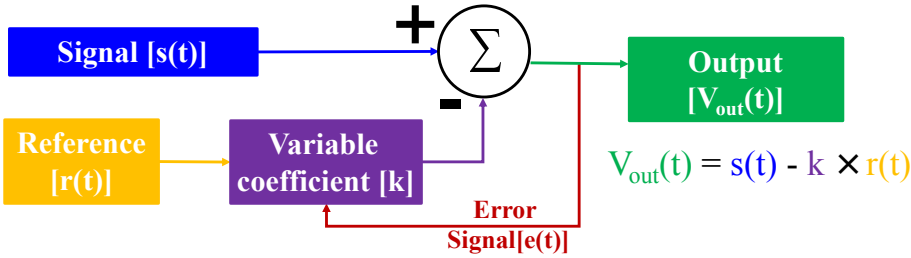 +
Signal [s(t)]
Σ
Output
[Vout(t)]
-
Reference
[r(t)]
Variable
coefficient [k]
Vout(t) = s(t) - k × r(t)
Error
Signal[e(t)]